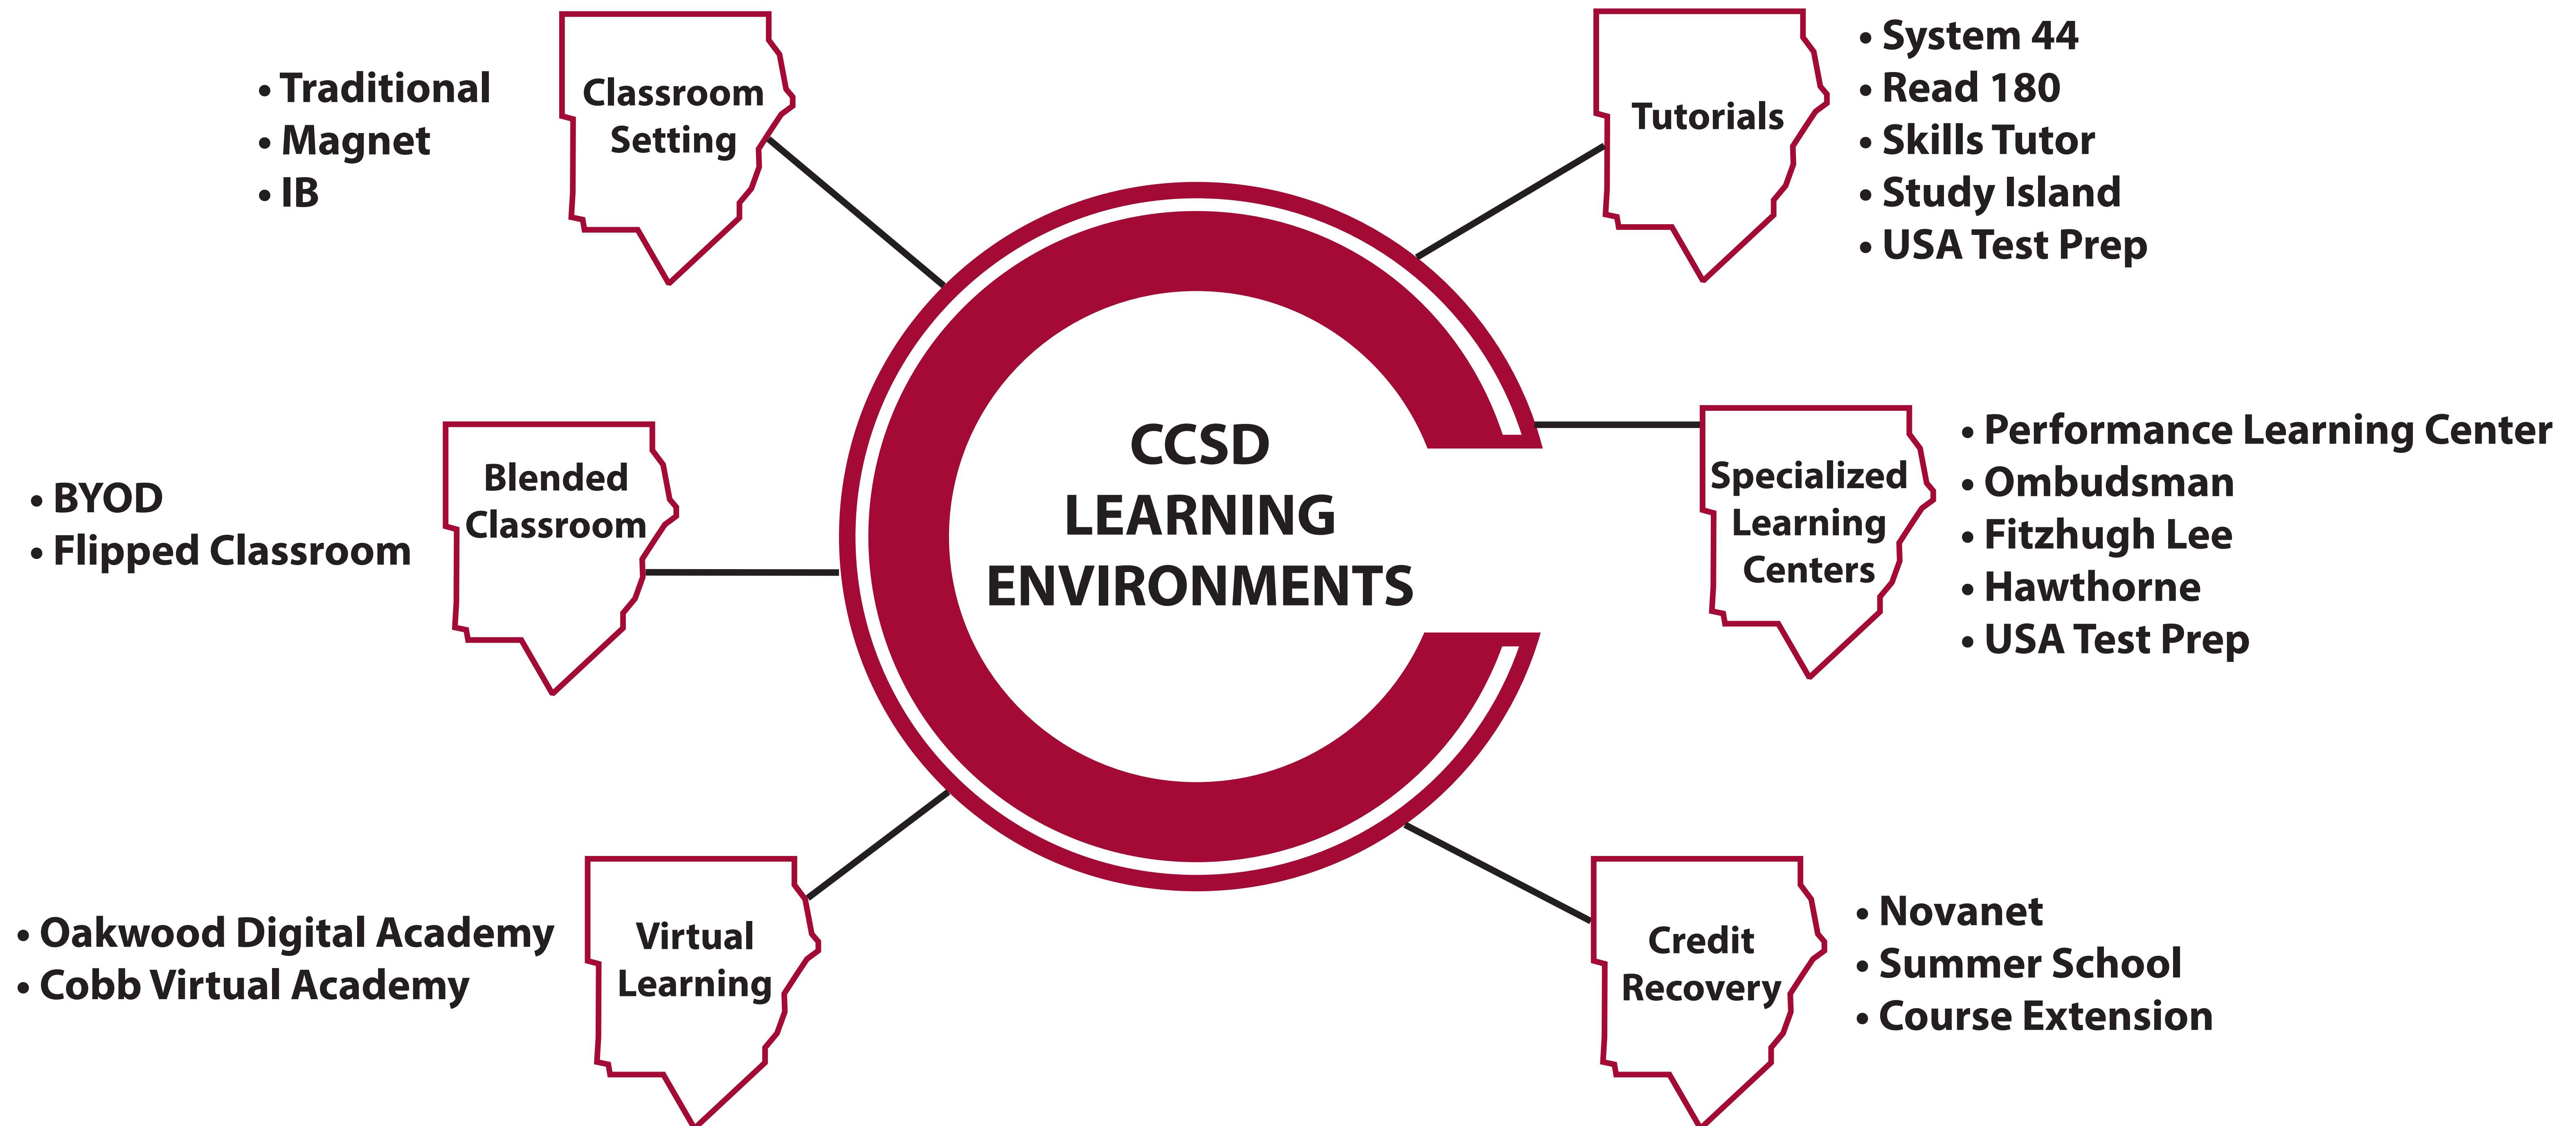 CCSD
LEARNING
ENVIRONMENTS
Classroom
Setting
• Traditional
• Magnet
• IB
Blended
Classroom
• BYOD
• Flipped Classroom
Virtual
Learning
• Oakwood Digital Academy
• Cobb Virtual Academy
Tutorials
• System 44
• Read 180
• Skills Tutor
• Study Island
• USA Test Prep
Specialized
Learning
Centers
• Performance Learning Center
• Ombudsman
• Fitzhugh Lee
• Hawthorne
• USA Test Prep
Credit
Recovery
• Novanet
• Summer School
• Course Extension